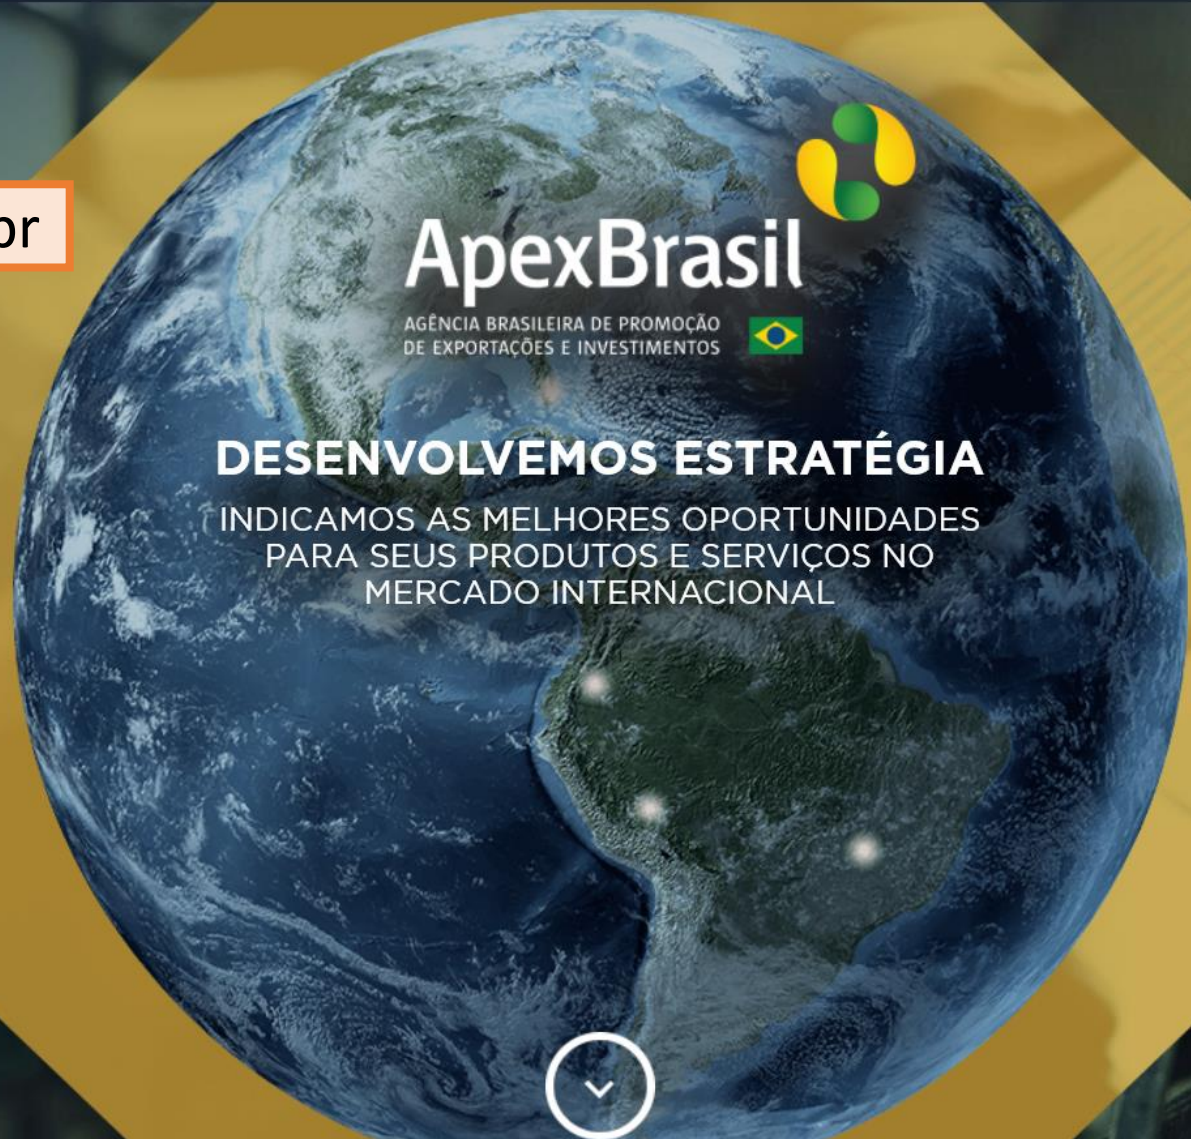 br
ApexBrasil
AGÊNCIA BRASILEIRA DE PROMOÇÃO
DE EXPORTAÇÕES E INVESTIMENTOS
DESENVOLVEMOS ESTRATÉGIA
INDICAMOS AS MELHORES OPORTUNIDADES
PARA SEUS PRODUTOS E SERVIÇOS NO
MERCADO INTERNACIONAL